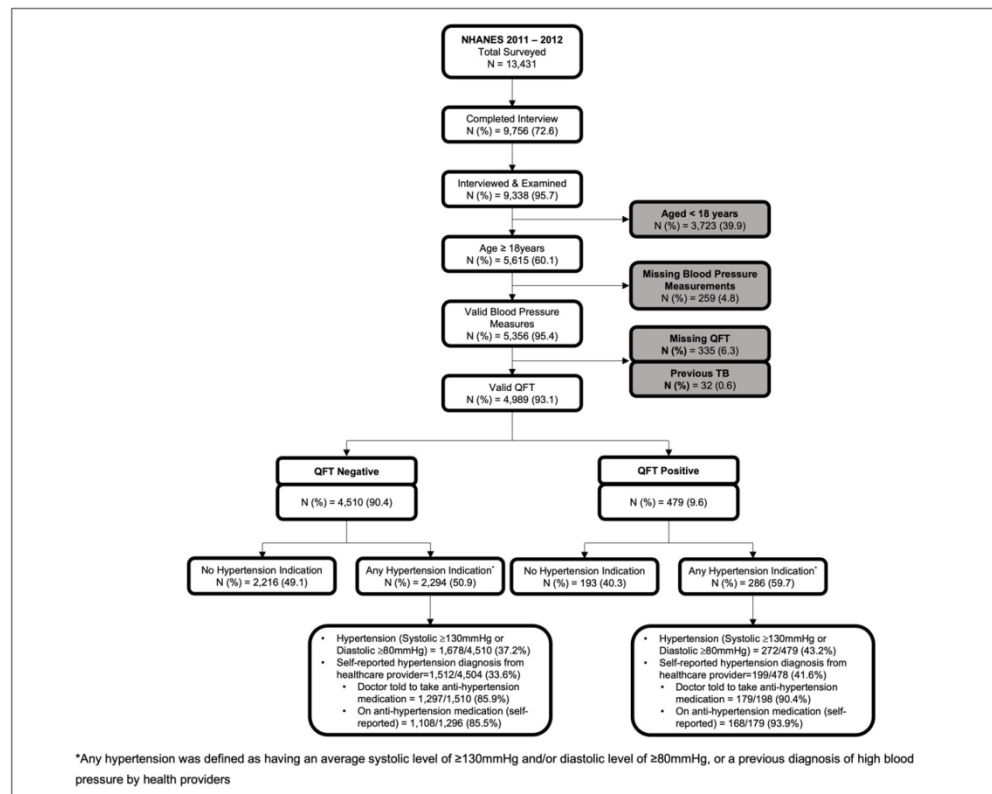 NHANES 2011 – 2012
Total Surveyed
N = 13,431
Completed Interview
N (%) = 9,756 (72.6)
Interviewed & Examined
N (%) = 9,338 (95.7)
Aged < 18 years
N (%) = 3,723 (39.9)
Age ≥ 18years
N (%) = 5,615 (60.1)
Missing Blood Pressure
Measurements
N (%) = 259 (4.8)
Valid Blood Pressure
Measures
N (%) = 5,356 (95.4)
Missing QFT
N (%) = 335 (6.3)
Previous TB
N (%) = 32 (0.6)
Valid QFT
N (%) = 4,989 (93.1)
QFT Negative
N (%) = 4,510 (90.4)
QFT Positive
N (%) = 479 (9.6)
No Hypertension Indication
N (%) = 2,216 (49.1)
Any Hypertension Indication*
N (%) = 2,294 (50.9)
No Hypertension Indication
N (%) = 193 (40.3)
Any Hypertension Indication*
N (%) = 286 (59.7)
• Hypertension (Systolic ≥130mmHg or
Diastolic ≥80mmHg) = 1,678/4,510 (37.2%)
• Self-reported hypertension diagnosis from
healthcare provider=1,512/4,504 (33.6%)
• Doctor told to take anti-hypertension
medication = 1,297/1,510 (85.9%)
• On anti-hypertension medication (self-
reported) = 1,108/1,296 (85.5%)
• Hypertension (Systolic ≥130mmHg or
Diastolic ≥80mmHg) = 272/479 (43.2%)
• Self-reported hypertension diagnosis from
healthcare provider=199/478 (41.6%)
• Doctor told to take anti-hypertension
medication = 179/198 (90.4%)
• On anti-hypertension medication (self-
reported) = 168/179 (93.9%)
*Any hypertension was defined as having an average systolic level of ≥130mmHg and/or diastolic level of ≥80mmHg, or a previous diagnosis of high blood
pressure by health providers